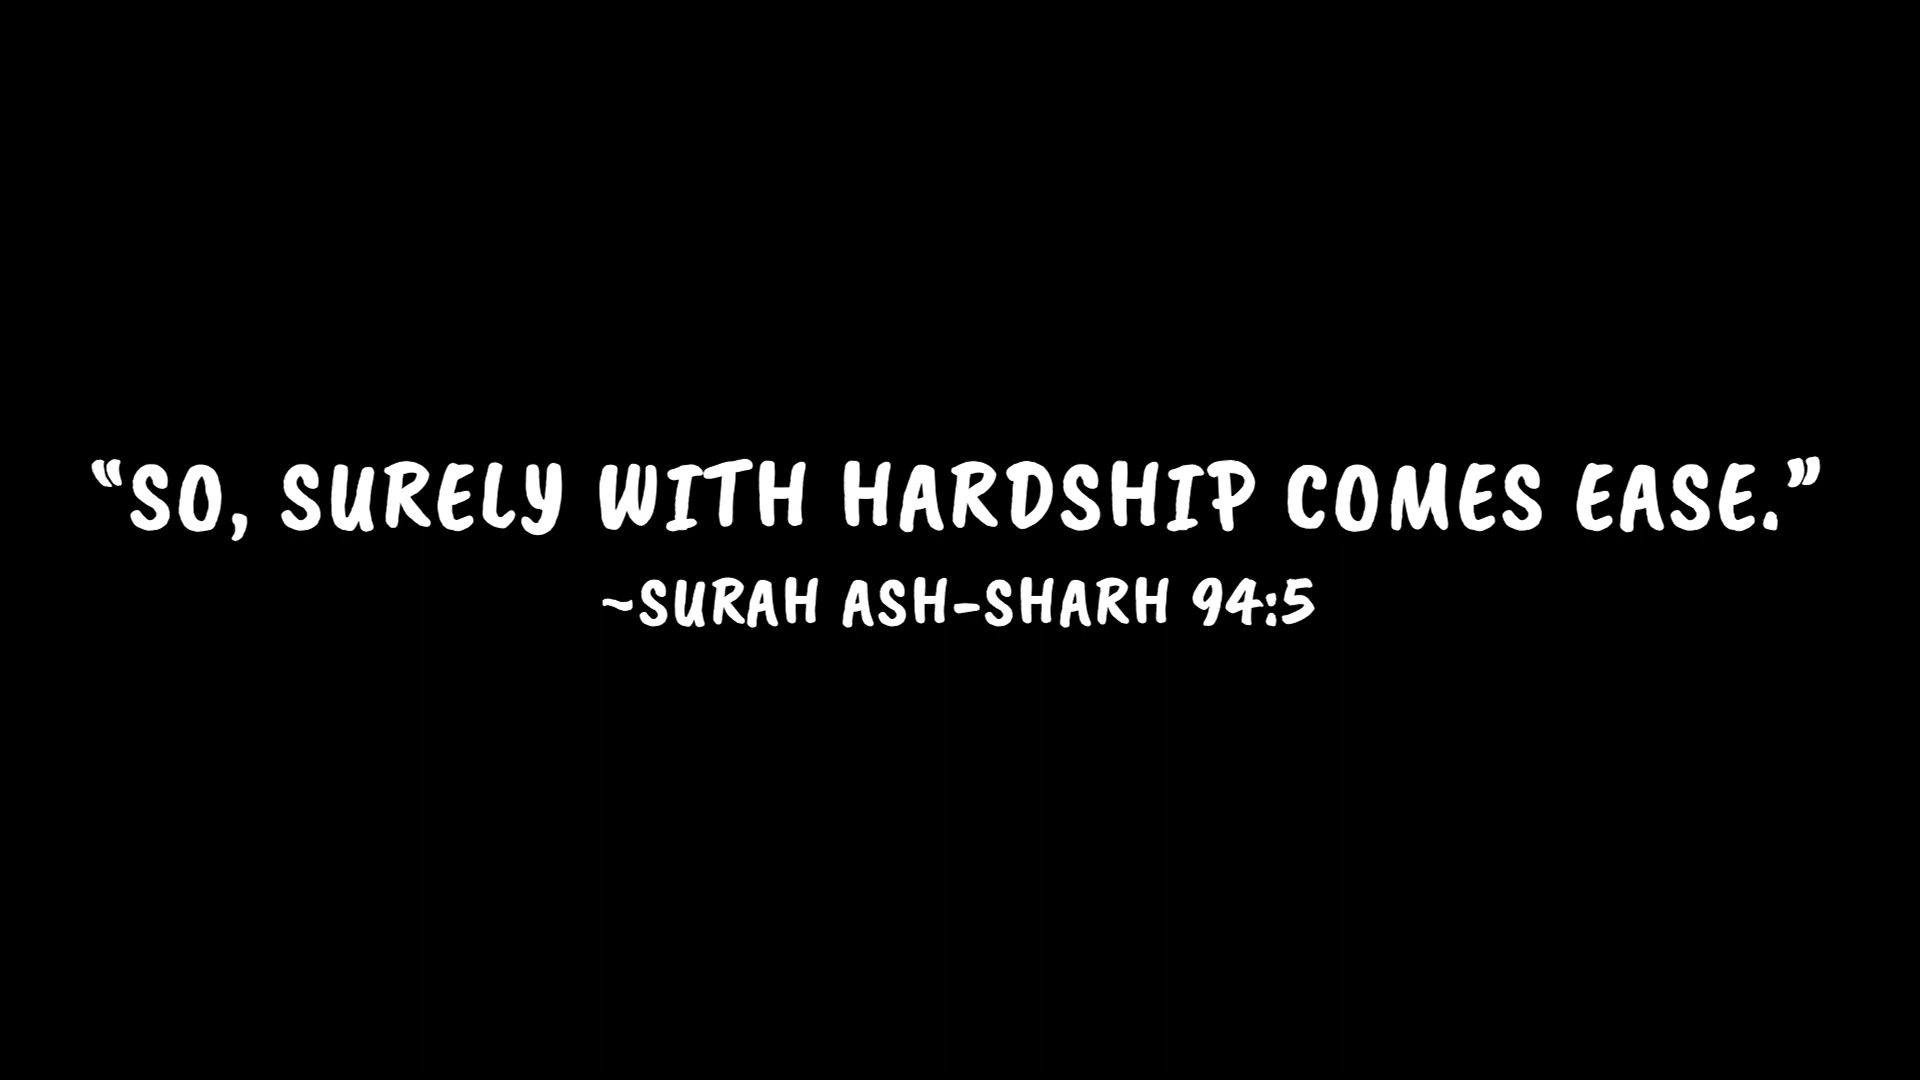 “SO, SURELY WITH HARDSHIP COMES EASE.”
~SURAH ASH-SHARH 94:5